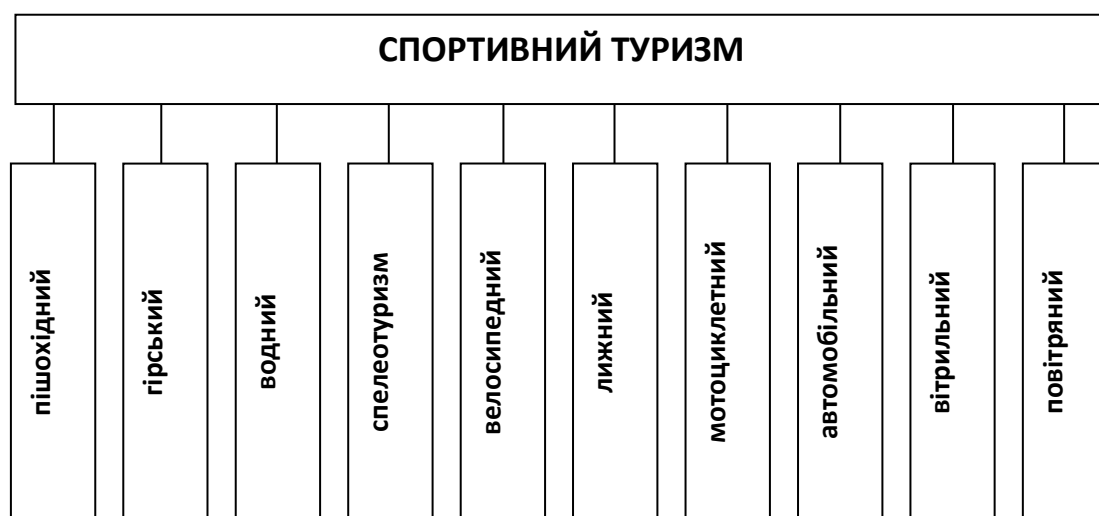 СПОРТИВНИЙ ТУРИЗМ
пішохідний
гірський
водний
спелеотуризм
велосипедний
лижний
мотоциклетний
автомобільний
вітрильний
повітряний